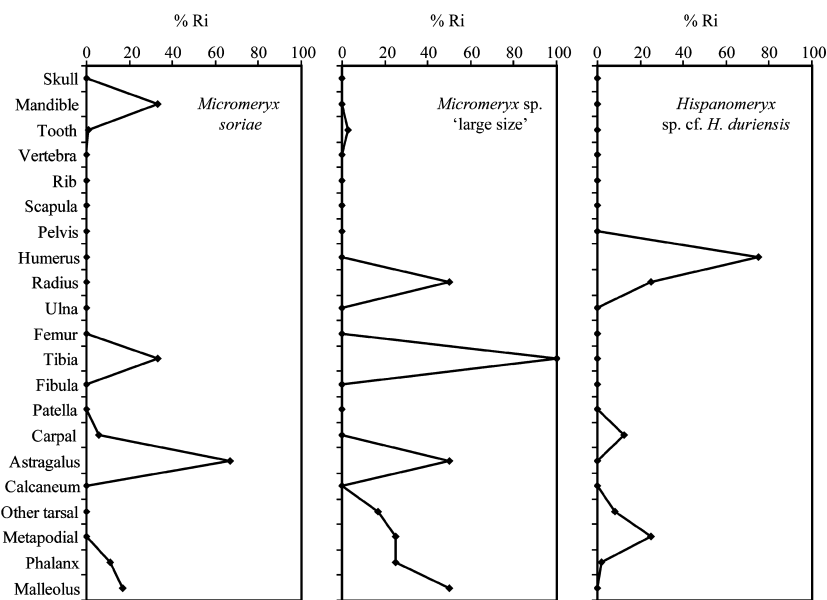 % Ri
% Ri
% Ri
0 20 40 60 80 100
0 20 40 60 80 100
0 20 40 60 80 100
Skull
Mandible
Tooth
Vertebra
Rib
Scapula
Pelvis
Humerus
Radius
Ulna
Femur
Tibia
Fibula
Patella
Carpal
Astragalus
Calcaneum
Other tarsal
Metapodial
Phalanx
Malleolus
Micromeryx
soriae
Micromeryx sp.
‘large size’
Hispanomeryx
sp. cf. H. duriensis